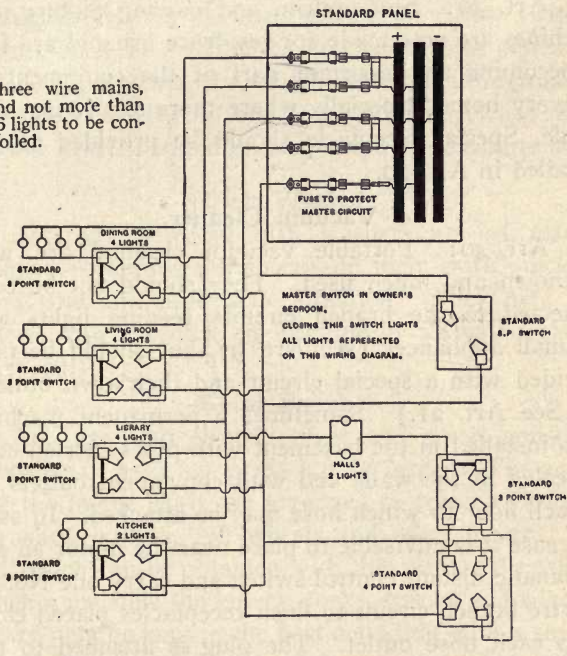 STANDARD PANEL
+
hree wire mains,
nd not more than
6 lights to be con-
olled.
FUSE TO PROTECT
MASTER CIRCUIT
DINING ROOM
4 LIGHTS
STANDARD
3 POINT SWITCH
MASTER SWITCH IN OWNER'S
BEDROOM.
CLOSING THIS SWITCH LIGHTS
ALL LIGHTS REPRESENTED
ON THIS WIRING DIAGRAM.
STANDARD
S.P SWITCH
LIVING ROOM
4 LIGHTS
STANDARD
3 POINT SWITCH
LIBRARY
4 LIGHTS
STANDARD
3 POINT SWITCH
HALLS
2 LIGHTS
STANDARD
3 POINT SWITCH
KITCHEN
2 LIGHTS
STANDARD
3 POINT SWITCH
STANDARD
4 POINT SWITCH